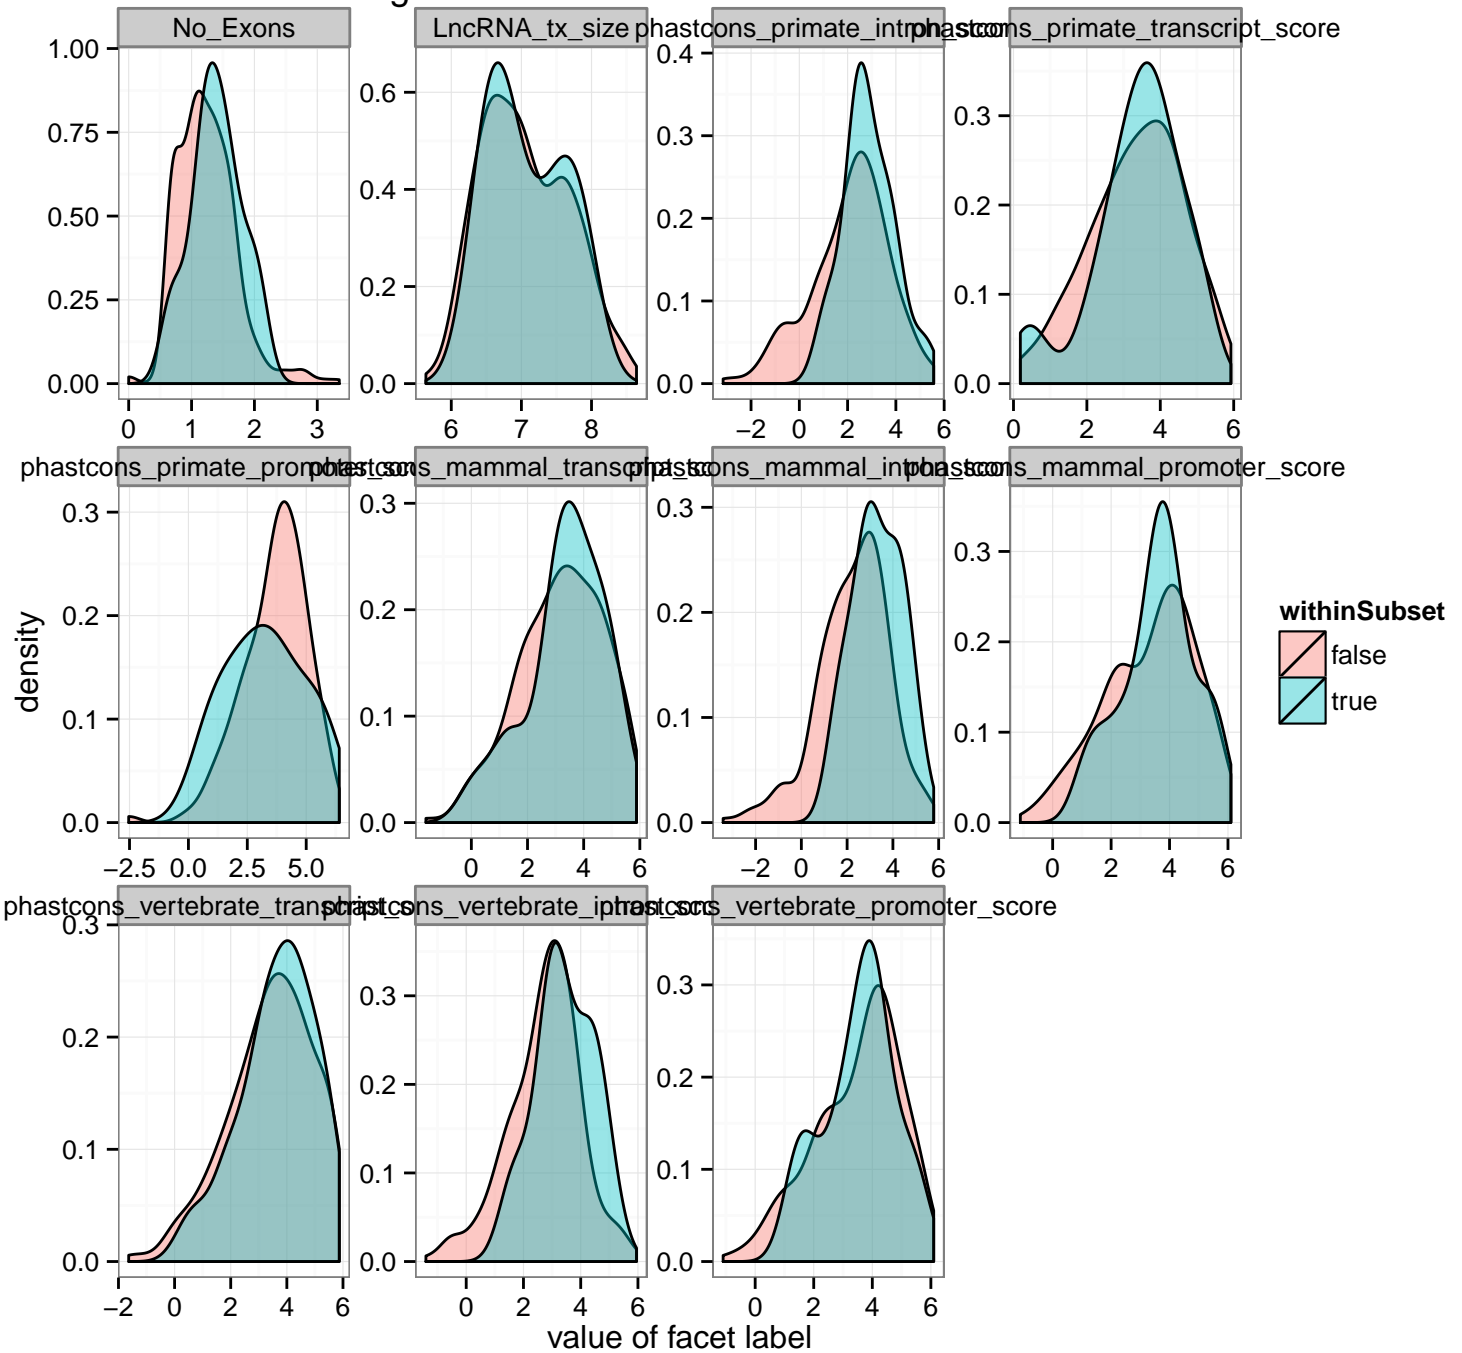 g
No_Exons LncRNA_tx_size phastcons_primate_intron_score phastcons_primate_transcript_score
1.00 0.75 0.50 0.25 0.00
0 1 2 3
0.6 0.4 0.2 0.0
6 7 8
0.4 0.3 0.2 0.1 0.0
−2 0 2 4 6
0.3 0.2 0.1 0.0
0 2 4 6
phastcons_primate_promoter_score phastcons_mammal_transcript_score phastcons_mammal_intron_score phastcons_mammal_promoter_score
0.3 0.2 0.1 0.0
−2.5 0.0 2.5 5.0
0.3 0.2 0.1 0.0
0 2 4 6
0.3 0.2 0.1 0.0
−2 0 2 4 6
0.3 0.2 0.1 0.0
0 2 4 6
phastcons_vertebrate_transcript_score phastcons_vertebrate_intron_score phastcons_vertebrate_promoter_score
0.3 0.2 0.1 0.0
−2 0 2 4 6
0.3 0.2 0.1 0.0
0 2 4 6
0.3 0.2 0.1 0.0
0 2 4 6
density
value of facet label
withinSubset
false
true